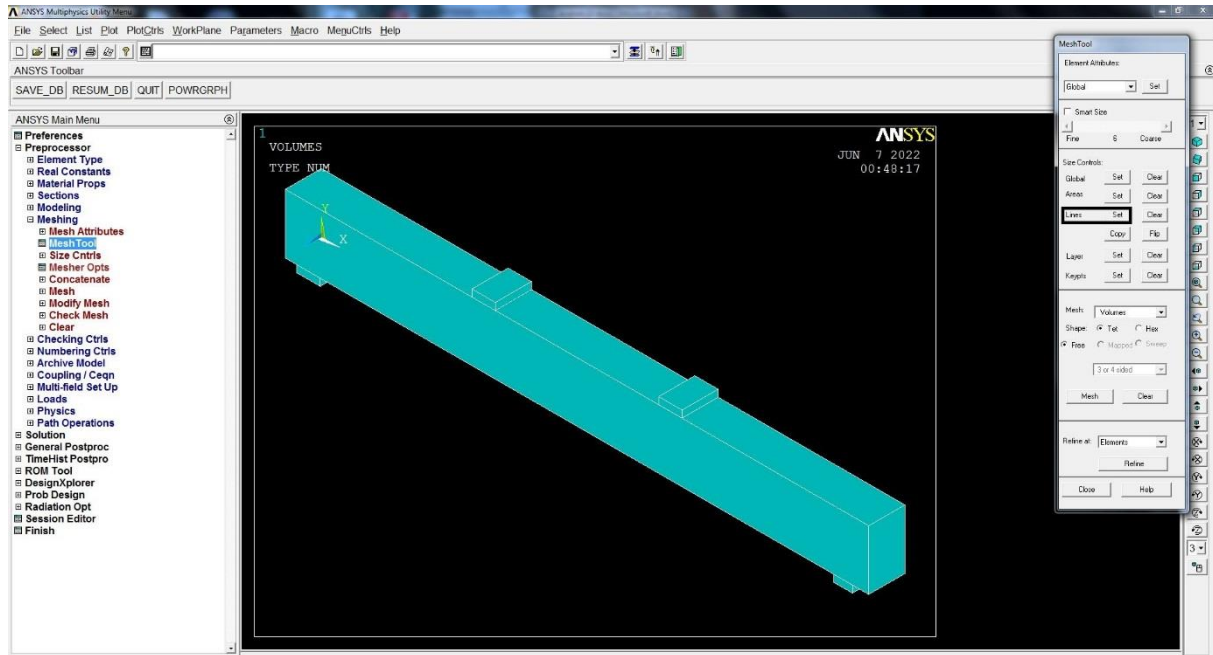 ANSYS Multiphysics Utility Menu
File Select List Plot PlotCtrls WorkPlane Parameters Macro MenuCtrls Help
ANSYS Toolbar
SAVE_DB RESUM_DB QUIT POWRGRPH
ANSYS Main Menu
Preferences
Preprocessor
Element Type
Real Constants
Material Props
Sections
Modeling
Meshing
Mesh Attributes
MeshTool
Size Cntrls
Mesher Opts
Concatenate
Mesh
Modify Mesh
Check Mesh
Clear
Checking Ctrls
Numbering Ctrls
Archive Model
Coupling / Ceqn
Multi-field Set Up
Loads
Physics
Path Operations
Solution
General Postproc
TimeHist Postpro
ROM Tool
DesignXplorer
Prob Design
Radiation Opt
Session Editor
Finish
1
VOLUMES
TYPE NUM
ANSYS
JUN 7 2022
00:48:17
Y
X
MeshTool
Element Attributes:
Global Set
Smart Size
Fine 6 Coarse
Size Controls:
Global Set Clear
Areas Set Clear
Lines Set Clear
Copy Flip
Layer Set Clear
Keypts Set Clear
Mesh: Volumes
Shape: Tet Hex
Free Mapped Sweep
3 or 4 sided
Mesh Clear
Refine at: Elements
Refine
Close Help
1
3